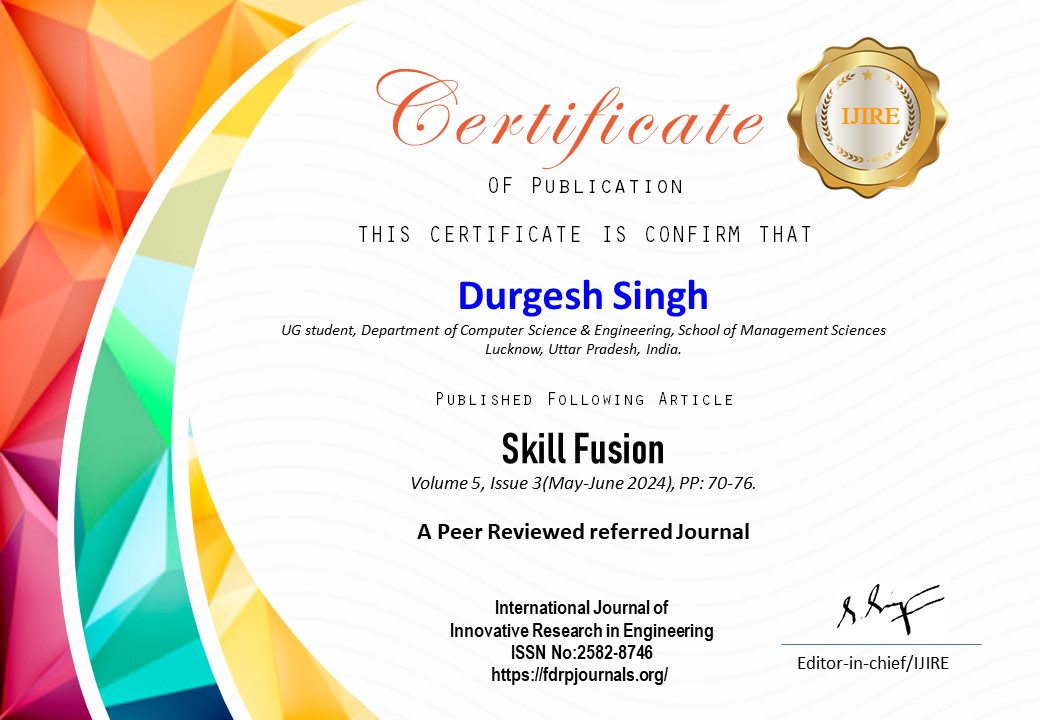 Certificate
IJIRE
OF PUBLICATION
THIS CERTIFICATE IS CONFIRM THAT
Durgesh Singh
UG student, Department of Computer Science & Engineering, School of Management Sciences
Lucknow, Uttar Pradesh, India.
PUBLISHED FOLLOWING ARTICLE
Skill Fusion
Volume 5, Issue 3(May-June 2024), PP: 70-76.
A Peer Reviewed referred Journal
International Journal of
Innovative Research in Engineering
ISSN No:2582-8746
https://fdrpjournals.org/
Editor-in-chief/IJIRE